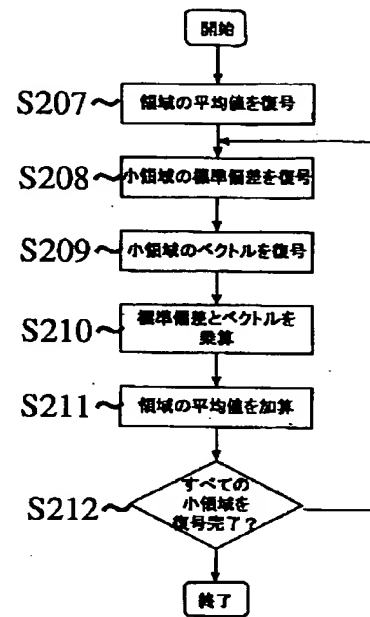 開始
S207 領域の平均値を復号
S208 小領域の標準偏差を復号
S209 小領域のベクトルを復号
S210 標準偏差とベクトルを
乗算
S211 領域の平均値を加算
すべての
S212 小領域を
復号完了?
終了